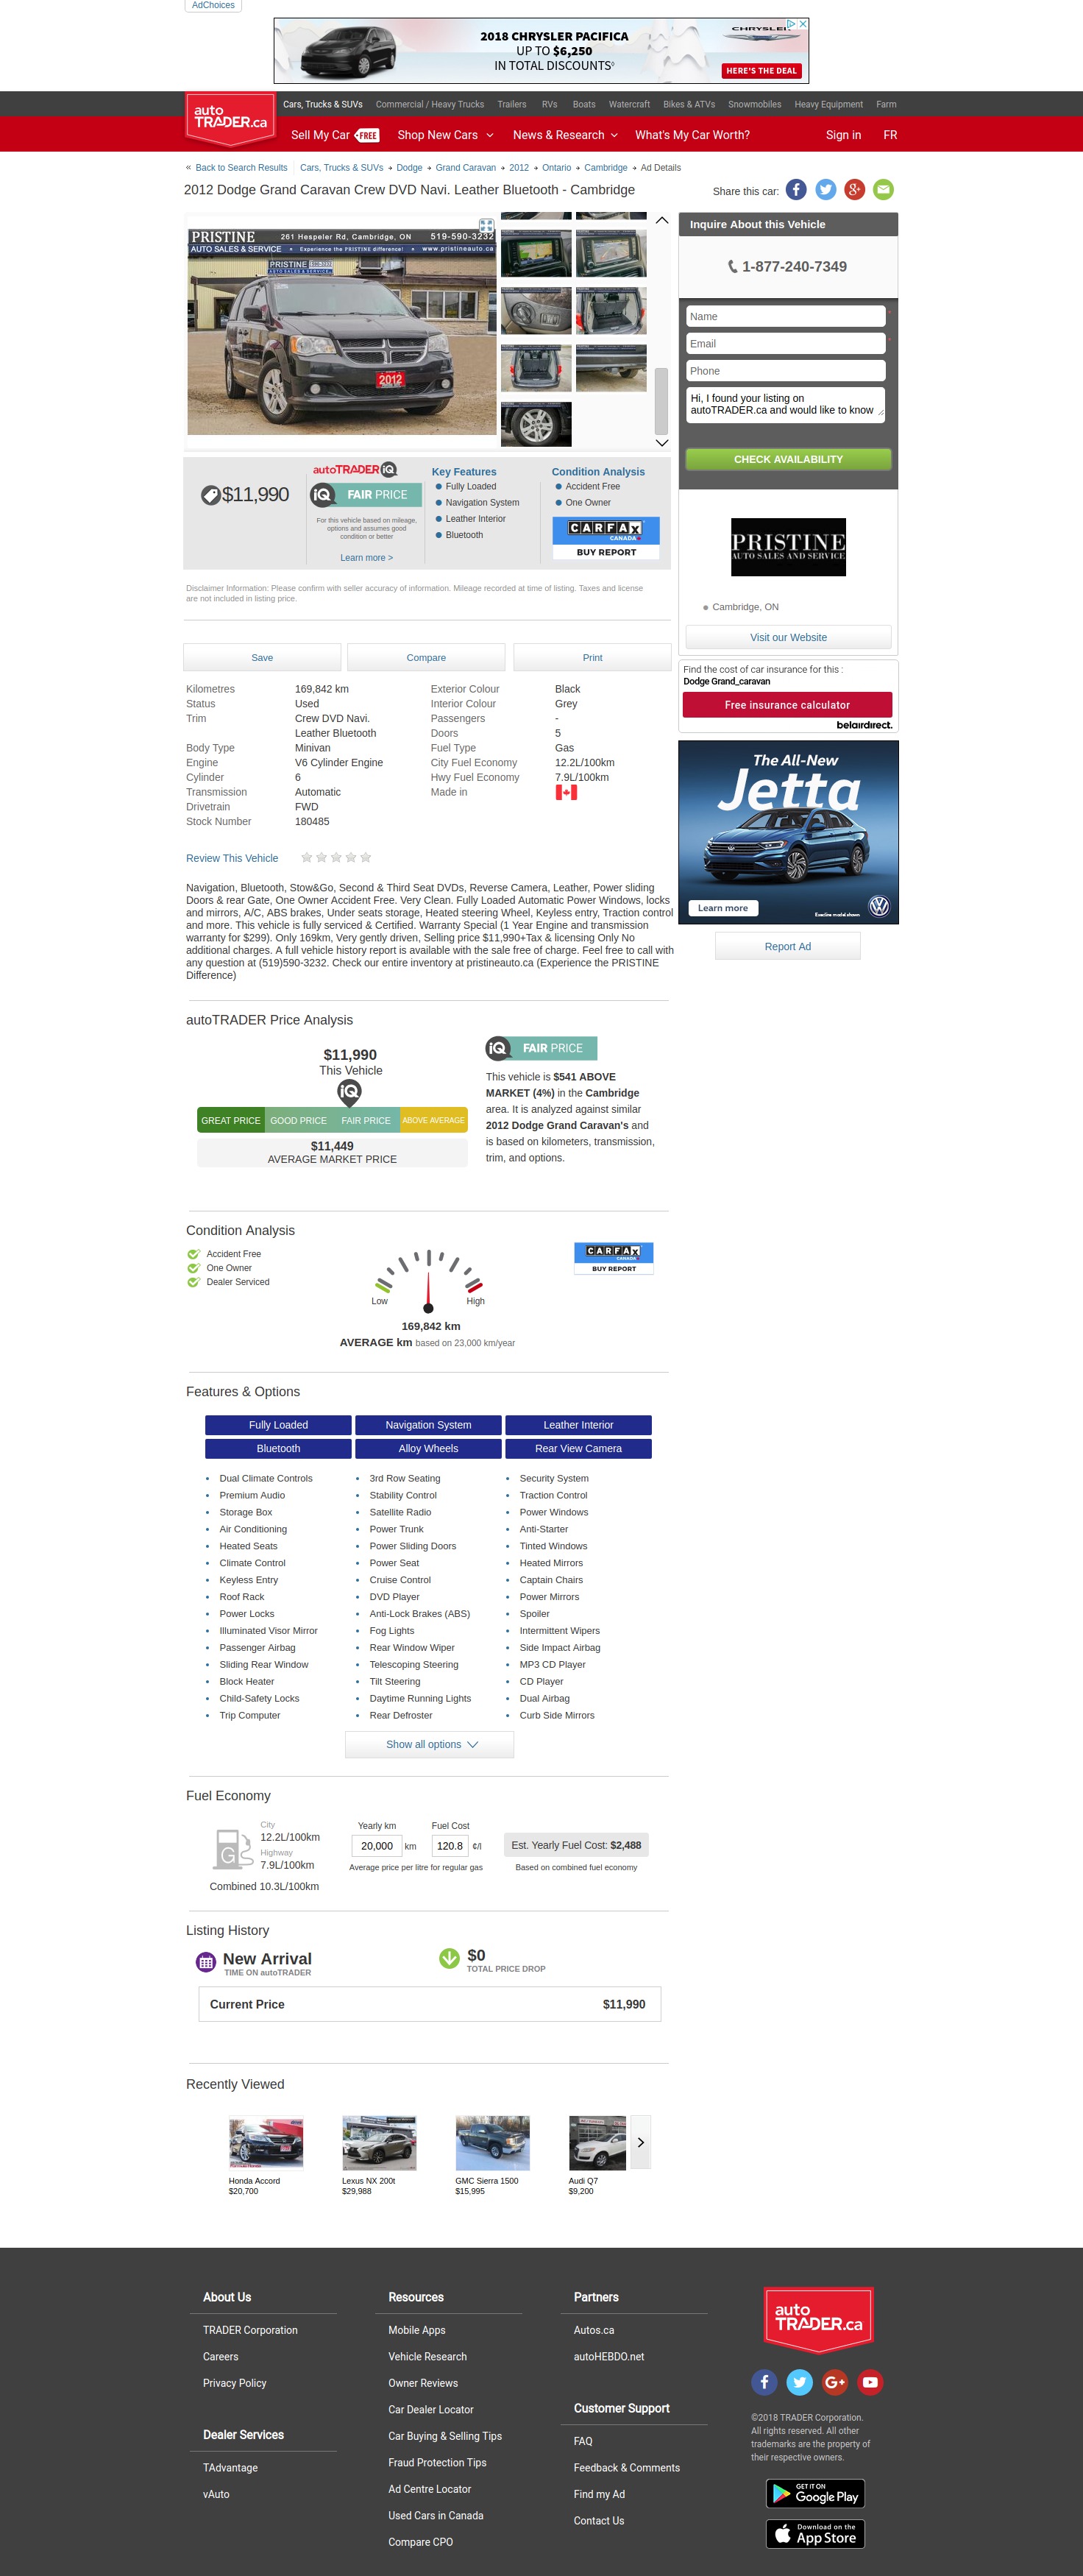 AdChoices
2018 CHRYSLER PACIFICA
UP TO $6,250
IN TOTAL DISCOUNTS◊
CHRYSLER
HERE'S THE DEAL
auto
TRADER.ca
Cars, Trucks & SUVs Commercial / Heavy Trucks Trailers RVs Boats Watercraft Bikes & ATVs Snowmobiles Heavy Equipment Farm
Sell My Car FREE Shop New Cars News & Research What's My Car Worth? Sign in FR
« Back to Search Results Cars, Trucks & SUVs → Dodge → Grand Caravan → 2012 → Ontario → Cambridge → Ad Details
2012 Dodge Grand Caravan Crew DVD Navi. Leather Bluetooth - Cambridge
Share this car:
PRISTINE 261 Hespeler Rd, Cambridge, ON 519-590-3232
AUTO SALES & SERVICE • Experience the PRISTINE difference! • www.pristineauto.ca
PRISTINE
2012
Inquire About this Vehicle
1-877-240-7349
Name *
Email *
Phone
Hi, I found your listing on
autoTRADER.ca and would like to know
CHECK AVAILABILITY
$11,990
autoTRADER iQ
iQ FAIR PRICE
For this vehicle based on mileage,
options and assumes good
condition or better
Learn more >
Key Features
Fully Loaded
Navigation System
Leather Interior
Bluetooth
Condition Analysis
Accident Free
One Owner
CARFAX
CANADA
BUY REPORT
PRISTINE
AUTO SALES AND SERVICE
Cambridge, ON
Visit our Website
Disclaimer Information: Please confirm with seller accuracy of information. Mileage recorded at time of listing. Taxes and license
are not included in listing price.
Save Compare Print
Find the cost of car insurance for this :
Dodge Grand_caravan
Free insurance calculator
belairdirect.
Kilometres 169,842 km
Status Used
Trim Crew DVD Navi.
Leather Bluetooth
Body Type Minivan
Engine V6 Cylinder Engine
Cylinder 6
Transmission Automatic
Drivetrain FWD
Stock Number 180485
Exterior Colour Black
Interior Colour Grey
Passengers -
Doors 5
Fuel Type Gas
City Fuel Economy 12.2L/100km
Hwy Fuel Economy 7.9L/100km
Made in
The All-New
Jetta
Learn more
Execline model shown
Report Ad
Review This Vehicle
Navigation, Bluetooth, Stow&Go, Second & Third Seat DVDs, Reverse Camera, Leather, Power sliding
Doors & rear Gate, One Owner Accident Free. Very Clean. Fully Loaded Automatic Power Windows, locks
and mirrors, A/C, ABS brakes, Under seats storage, Heated steering Wheel, Keyless entry, Traction control
and more. This vehicle is fully serviced & Certified. Warranty Special (1 Year Engine and transmission
warranty for $299). Only 169km, Very gently driven, Selling price $11,990+Tax & licensing Only No
additional charges. A full vehicle history report is available with the sale free of charge. Feel free to call with
any question at (519)590-3232. Check our entire inventory at pristineauto.ca (Experience the PRISTINE
Difference)
autoTRADER Price Analysis
$11,990
This Vehicle
iQ
GREAT PRICE GOOD PRICE FAIR PRICE ABOVE AVERAGE
$11,449
AVERAGE MARKET PRICE
iQ FAIR PRICE
This vehicle is $541 ABOVE
MARKET (4%) in the Cambridge
area. It is analyzed against similar
2012 Dodge Grand Caravan's and
is based on kilometers, transmission,
trim, and options.
Condition Analysis
Accident Free
One Owner
Dealer Serviced
Low High
169,842 km
AVERAGE km based on 23,000 km/year
CARFAX
CANADA
BUY REPORT
Features & Options
Fully Loaded Navigation System Leather Interior
Bluetooth Alloy Wheels Rear View Camera
Dual Climate Controls 3rd Row Seating Security System
Premium Audio Stability Control Traction Control
Storage Box Satellite Radio Power Windows
Air Conditioning Power Trunk Anti-Starter
Heated Seats Power Sliding Doors Tinted Windows
Climate Control Power Seat Heated Mirrors
Keyless Entry Cruise Control Captain Chairs
Roof Rack DVD Player Power Mirrors
Power Locks Anti-Lock Brakes (ABS) Spoiler
Illuminated Visor Mirror Fog Lights Intermittent Wipers
Passenger Airbag Rear Window Wiper Side Impact Airbag
Sliding Rear Window Telescoping Steering MP3 CD Player
Block Heater Tilt Steering CD Player
Child-Safety Locks Daytime Running Lights Dual Airbag
Trip Computer Rear Defroster Curb Side Mirrors
Show all options
Fuel Economy
G
City
12.2L/100km
Highway
7.9L/100km
Combined 10.3L/100km
Yearly km Fuel Cost
20,000 km 120.8 ¢/l
Average price per litre for regular gas
Est. Yearly Fuel Cost: $2,488
Based on combined fuel economy
Listing History
New Arrival
TIME ON autoTRADER
$0
TOTAL PRICE DROP
Current Price $11,990
Recently Viewed
Honda Accord
$20,700
Lexus NX 200t
$29,988
GMC Sierra 1500
$15,995
Audi Q7
$9,200
About Us
TRADER Corporation
Careers
Privacy Policy
Dealer Services
TAdvantage
vAuto
Resources
Mobile Apps
Vehicle Research
Owner Reviews
Car Dealer Locator
Car Buying & Selling Tips
Fraud Protection Tips
Ad Centre Locator
Used Cars in Canada
Compare CPO
Partners
Autos.ca
autoHEBDO.net
Customer Support
FAQ
Feedback & Comments
Find my Ad
Contact Us
auto
TRADER.ca
©2018 TRADER Corporation.
All rights reserved. All other
trademarks are the property of
their respective owners.
GET IT ON
Google Play
Download on the
App Store